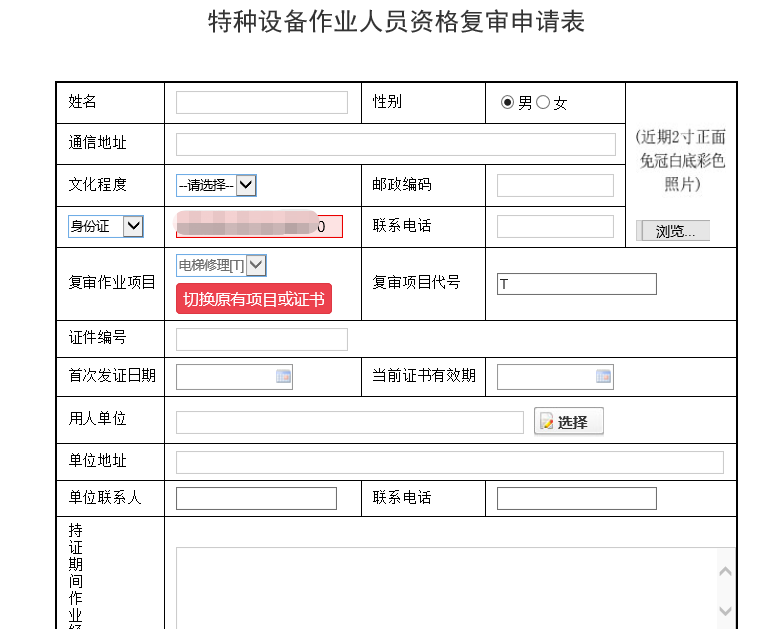 特种设备作业人员资格复审申请表
姓名
性别
男
女
(近期2寸正面
免冠白底彩色
照片)
浏览...
通信地址
文化程度
--请选择--
邮政编码
身份证
0
联系电话
复审作业项目
电梯修理[T]
切换原有项目或证书
复审项目代号
T
证件编号
首次发证日期
当前证书有效期
用人单位
选择
单位地址
单位联系人
联系电话
持
证
期
间
作
业